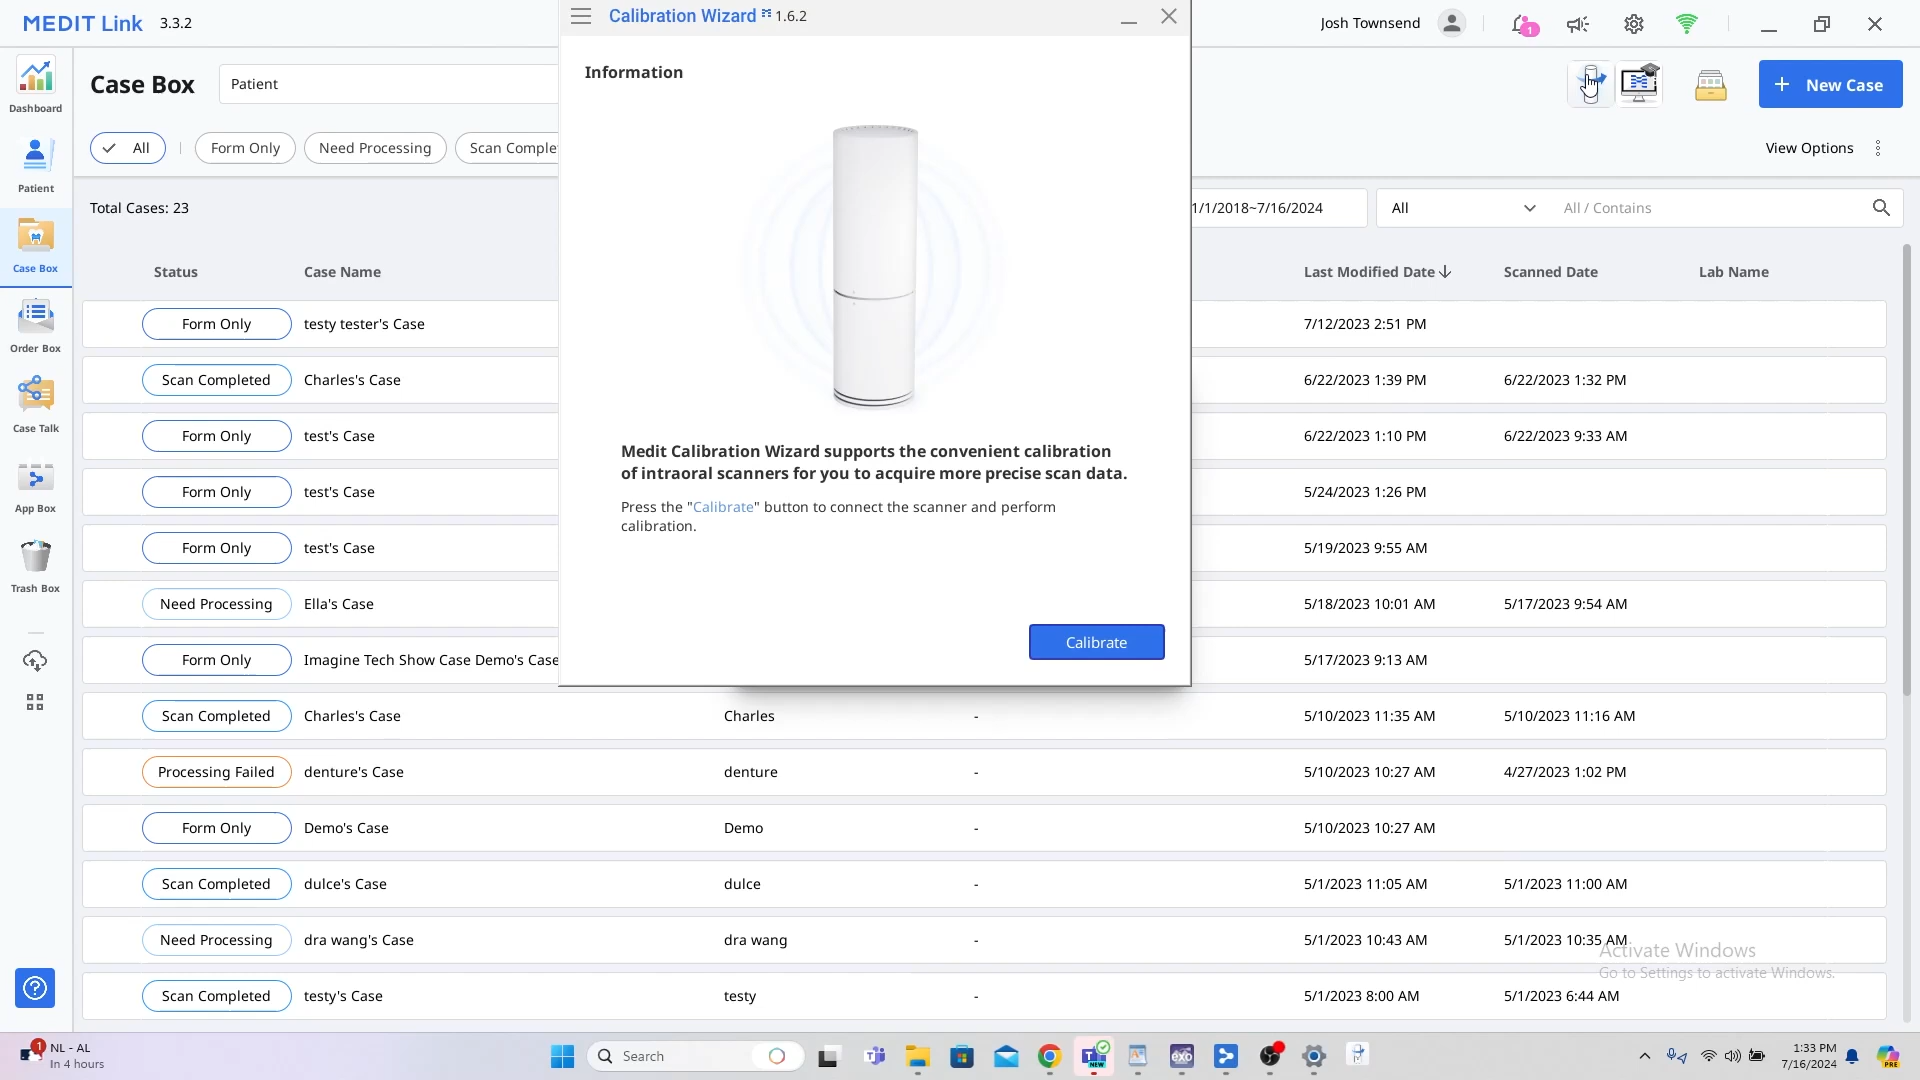 MEDIT Link 3.3.2
Calibration Wizard 1.6.2
Josh Townsend
1
Dashboard
Patient
Case Box
Order Box
Case Talk
App Box
Trash Box
Case Box
Patient
New Case
All
Form Only
Need Processing
Scan Comple
View Options
Total Cases: 23
1/1/2018~7/16/2024
All
All / Contains
Status
Case Name
Last Modified Date
Scanned Date
Lab Name
Form Only testy tester's Case 7/12/2023 2:51 PM
Scan Completed Charles's Case 6/22/2023 1:39 PM 6/22/2023 1:32 PM
Form Only test's Case 6/22/2023 1:10 PM 6/22/2023 9:33 AM
Form Only test's Case 5/24/2023 1:26 PM
Form Only test's Case 5/19/2023 9:55 AM
Need Processing Ella's Case 5/18/2023 10:01 AM 5/17/2023 9:54 AM
Form Only Imagine Tech Show Case Demo's Case 5/17/2023 9:13 AM
Scan Completed Charles's Case Charles - 5/10/2023 11:35 AM 5/10/2023 11:16 AM
Processing Failed denture's Case denture - 5/10/2023 10:27 AM 4/27/2023 1:02 PM
Form Only Demo's Case Demo - 5/10/2023 10:27 AM
Scan Completed dulce's Case dulce - 5/1/2023 11:05 AM 5/1/2023 11:00 AM
Need Processing dra wang's Case dra wang - 5/1/2023 10:43 AM 5/1/2023 10:35 AM
Scan Completed testy's Case testy - 5/1/2023 8:00 AM 5/1/2023 6:44 AM
Information
Medit Calibration Wizard supports the convenient calibration
of intraoral scanners for you to acquire more precise scan data.
Press the "Calibrate" button to connect the scanner and perform
calibration.
Calibrate
Activate Windows
Go to Settings to activate Windows.
1
NL - AL
In 4 hours
Search
NEW
exo
1:33 PM
7/16/2024
PRE